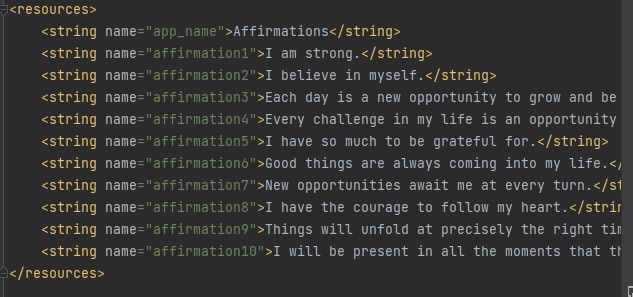 <resources>
<string name="app_name">Affirmations</string>
<string name="affirmation1">I am strong.</string>
<string name="affirmation2">I believe in myself.</string>
<string name="affirmation3">Each day is a new opportunity to grow and be
<string name="affirmation4">Every challenge in my life is an opportunity
<string name="affirmation5">I have so much to be grateful for.</string>
<string name="affirmation6">Good things are always coming into my life.</
<string name="affirmation7">New opportunities await me at every turn.</st
<string name="affirmation8">I have the courage to follow my heart.</strin
<string name="affirmation9">Things will unfold at precisely the right tim
<string name="affirmation10">I will be present in all the moments that th
</resources>